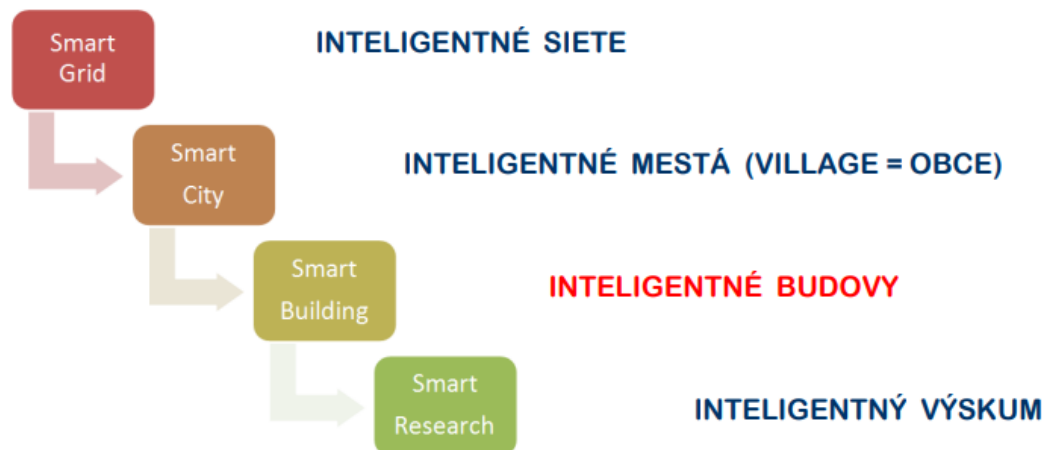 Smart
Grid
INTELIGENTNÉ SIETE
Smart
City
INTELIGENTNÉ MESTÁ (VILLAGE = OBCE)
Smart
Building
INTELIGENTNÉ BUDOVY
Smart
Research
INTELIGENTNÝ VÝSKUM